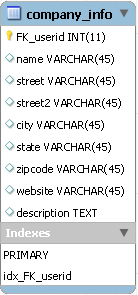 company_info
FK_userid INT(11)
name VARCHAR(45)
street VARCHAR(45)
street2 VARCHAR(45)
city VARCHAR(45)
state VARCHAR(45)
zipcode VARCHAR(45)
website VARCHAR(45)
description TEXT
Indexes
PRIMARY
idx_FK_userid